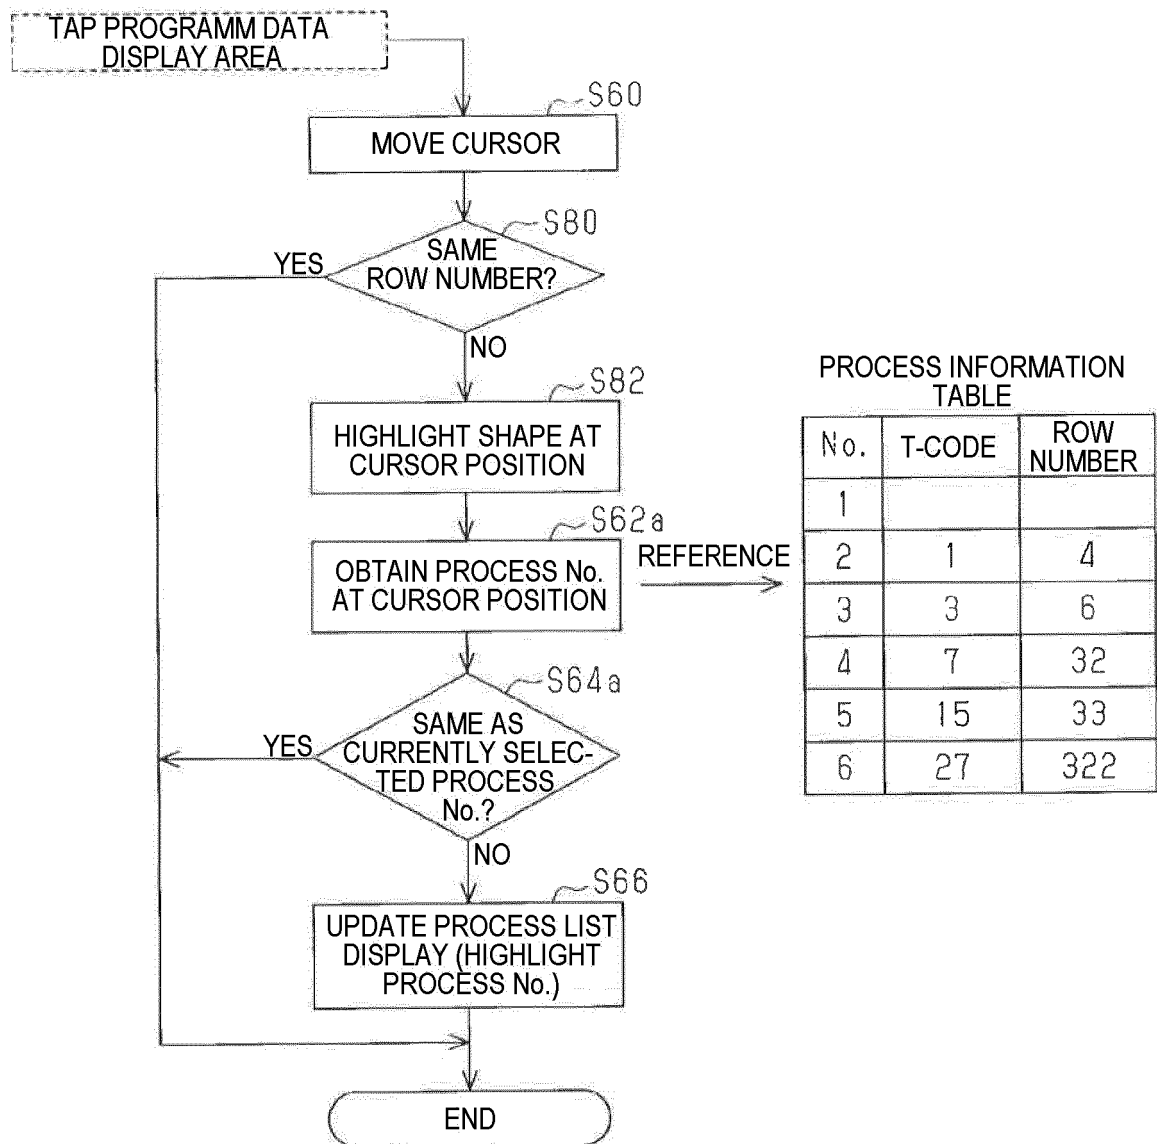 TAP PROGRAMM DATA
DISPLAY AREA
S60
MOVE CURSOR
S80
SAME
ROW NUMBER?
YES
NO
S82
HIGHLIGHT SHAPE AT
CURSOR POSITION
S62a
OBTAIN PROCESS No.
AT CURSOR POSITION
REFERENCE
S64a
SAME AS
CURRENTLY SELEC-
TED PROCESS
No.?
YES
NO
S66
UPDATE PROCESS LIST
DISPLAY (HIGHLIGHT
PROCESS No.)
END
PROCESS INFORMATION
TABLE
No. T-CODE ROW
NUMBER
1
2 1 4
3 3 6
4 7 32
5 15 33
6 27 322